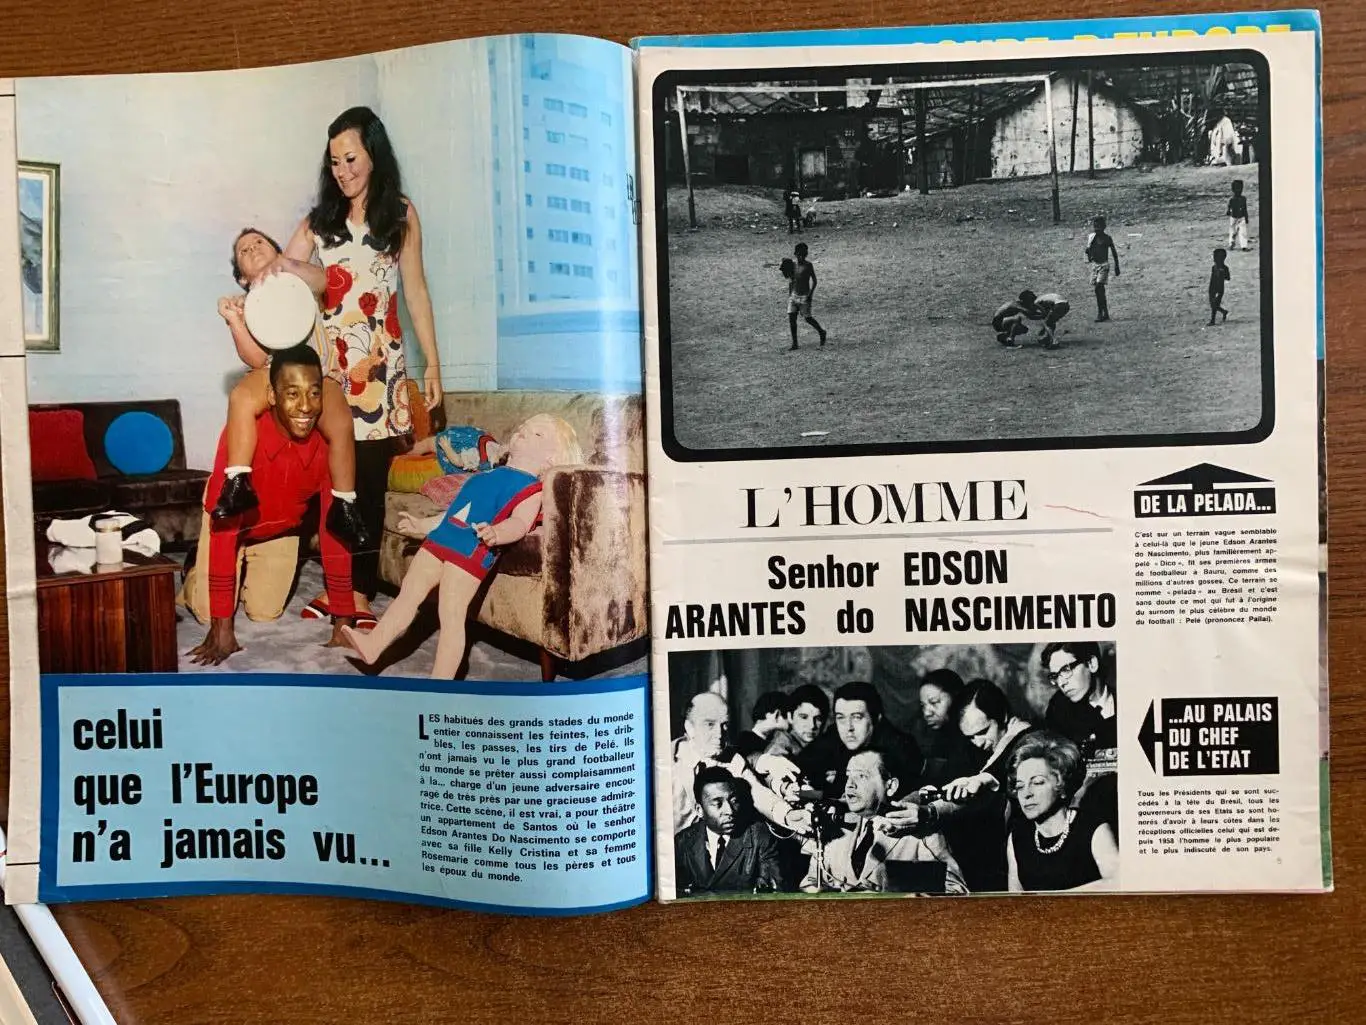 celui
que l'Europe
n'a jamais vu...
LES habitués des grands stades du monde
entier connaissent les feintes, les drib-
bles, les passes, les tirs de Pelé. Ils
n'ont jamais vu le plus grand footballeur
du monde se prêter aussi complaisamment
à la... charge d'un jeune adversaire encou-
ragé de très près par une gracieuse admira-
trice. Cette scène, il est vrai, a pour théâtre
un appartement de Santos où le senhor
Edson Arantes Do Nascimento se comporte
avec sa fille Kelly Cristina et sa femme
Rosemarie comme tous les pères et tous
les époux du monde.
D'EUROPE
L'HOMME
Senhor EDSON
ARANTES do NASCIMENTO
DE LA PELADA...
C'est sur un terrain vague semblable
à celui-là que le jeune Edson Arantes
do Nascimento, plus familièrement ap-
pelé « Dico », fit ses premières armes
de footballeur à Bauru, comme des
millions d'autres gosses. Ce terrain se
nomme « pelada » au Brésil et c'est
sans doute ce mot qui fut à l'origine
du surnom le plus célèbre du monde
du football : Pelé (prononcez Pallaï).
...AU PALAIS
DU CHEF
DE L'ETAT
Tous les Présidents qui se sont suc-
cédés à la tête du Brésil, tous les
gouverneurs de ses Etats se sont ho-
norés d'avoir à leurs côtés dans les
réceptions officielles celui qui est de-
puis 1958 l'homme le plus populaire
et le plus indiscuté de son pays.